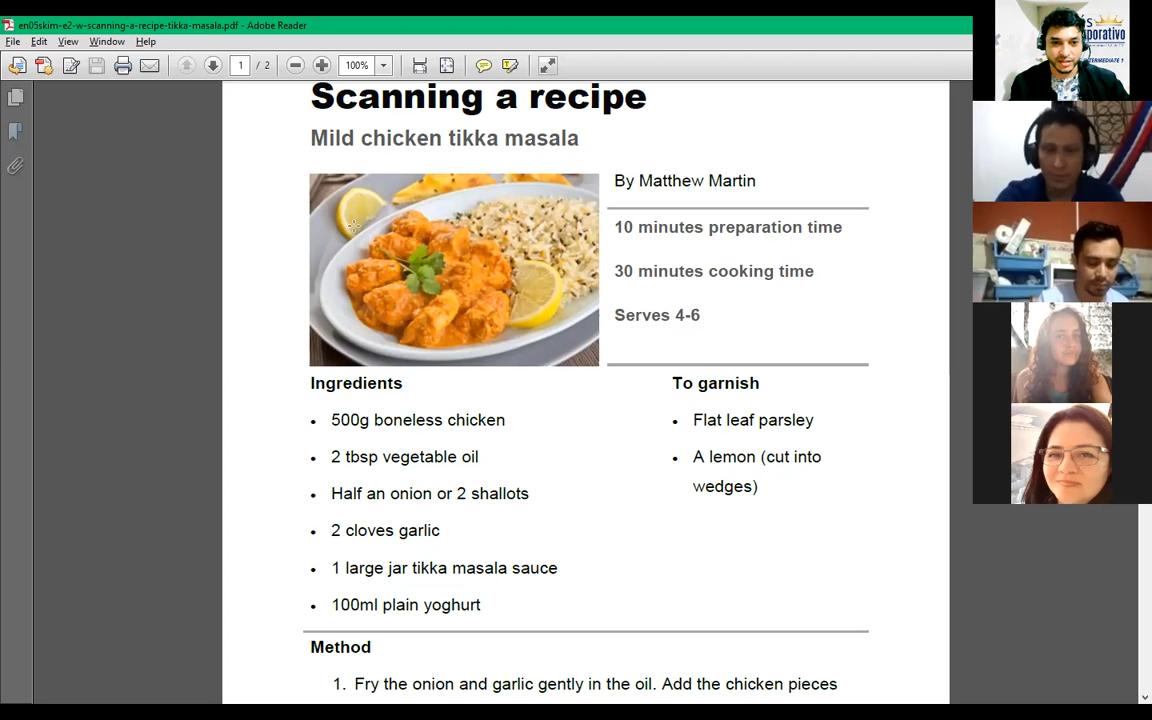 en05skim-e2-w-scanning-a-recipe-tikka-masala.pdf - Adobe Reader
File Edit View Window Help
1 / 2 100%
Scanning a recipe
Mild chicken tikka masala
By Matthew Martin
10 minutes preparation time
30 minutes cooking time
Serves 4-6
Ingredients
• 500g boneless chicken
• 2 tbsp vegetable oil
• Half an onion or 2 shallots
• 2 cloves garlic
• 1 large jar tikka masala sauce
• 100ml plain yoghurt
To garnish
• Flat leaf parsley
• A lemon (cut into
wedges)
Method
1. Fry the onion and garlic gently in the oil. Add the chicken pieces